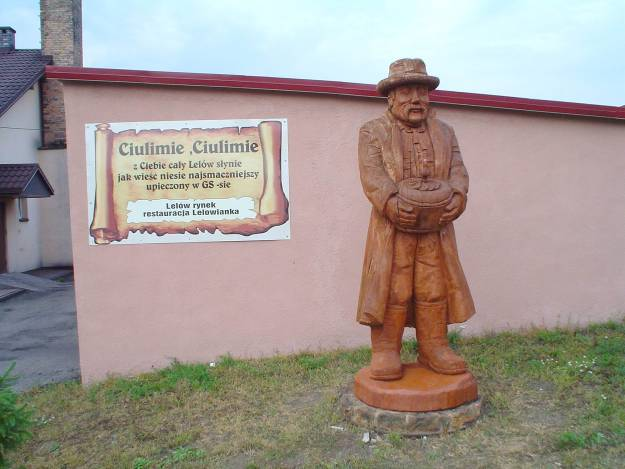 Ciulimie ,Ciulimie
z Ciebie cały Lelów słynie
jak wieść niesie najsmaczniejszy
upieczony w GS -sie
Lelów rynek
restauracja Lelowianka